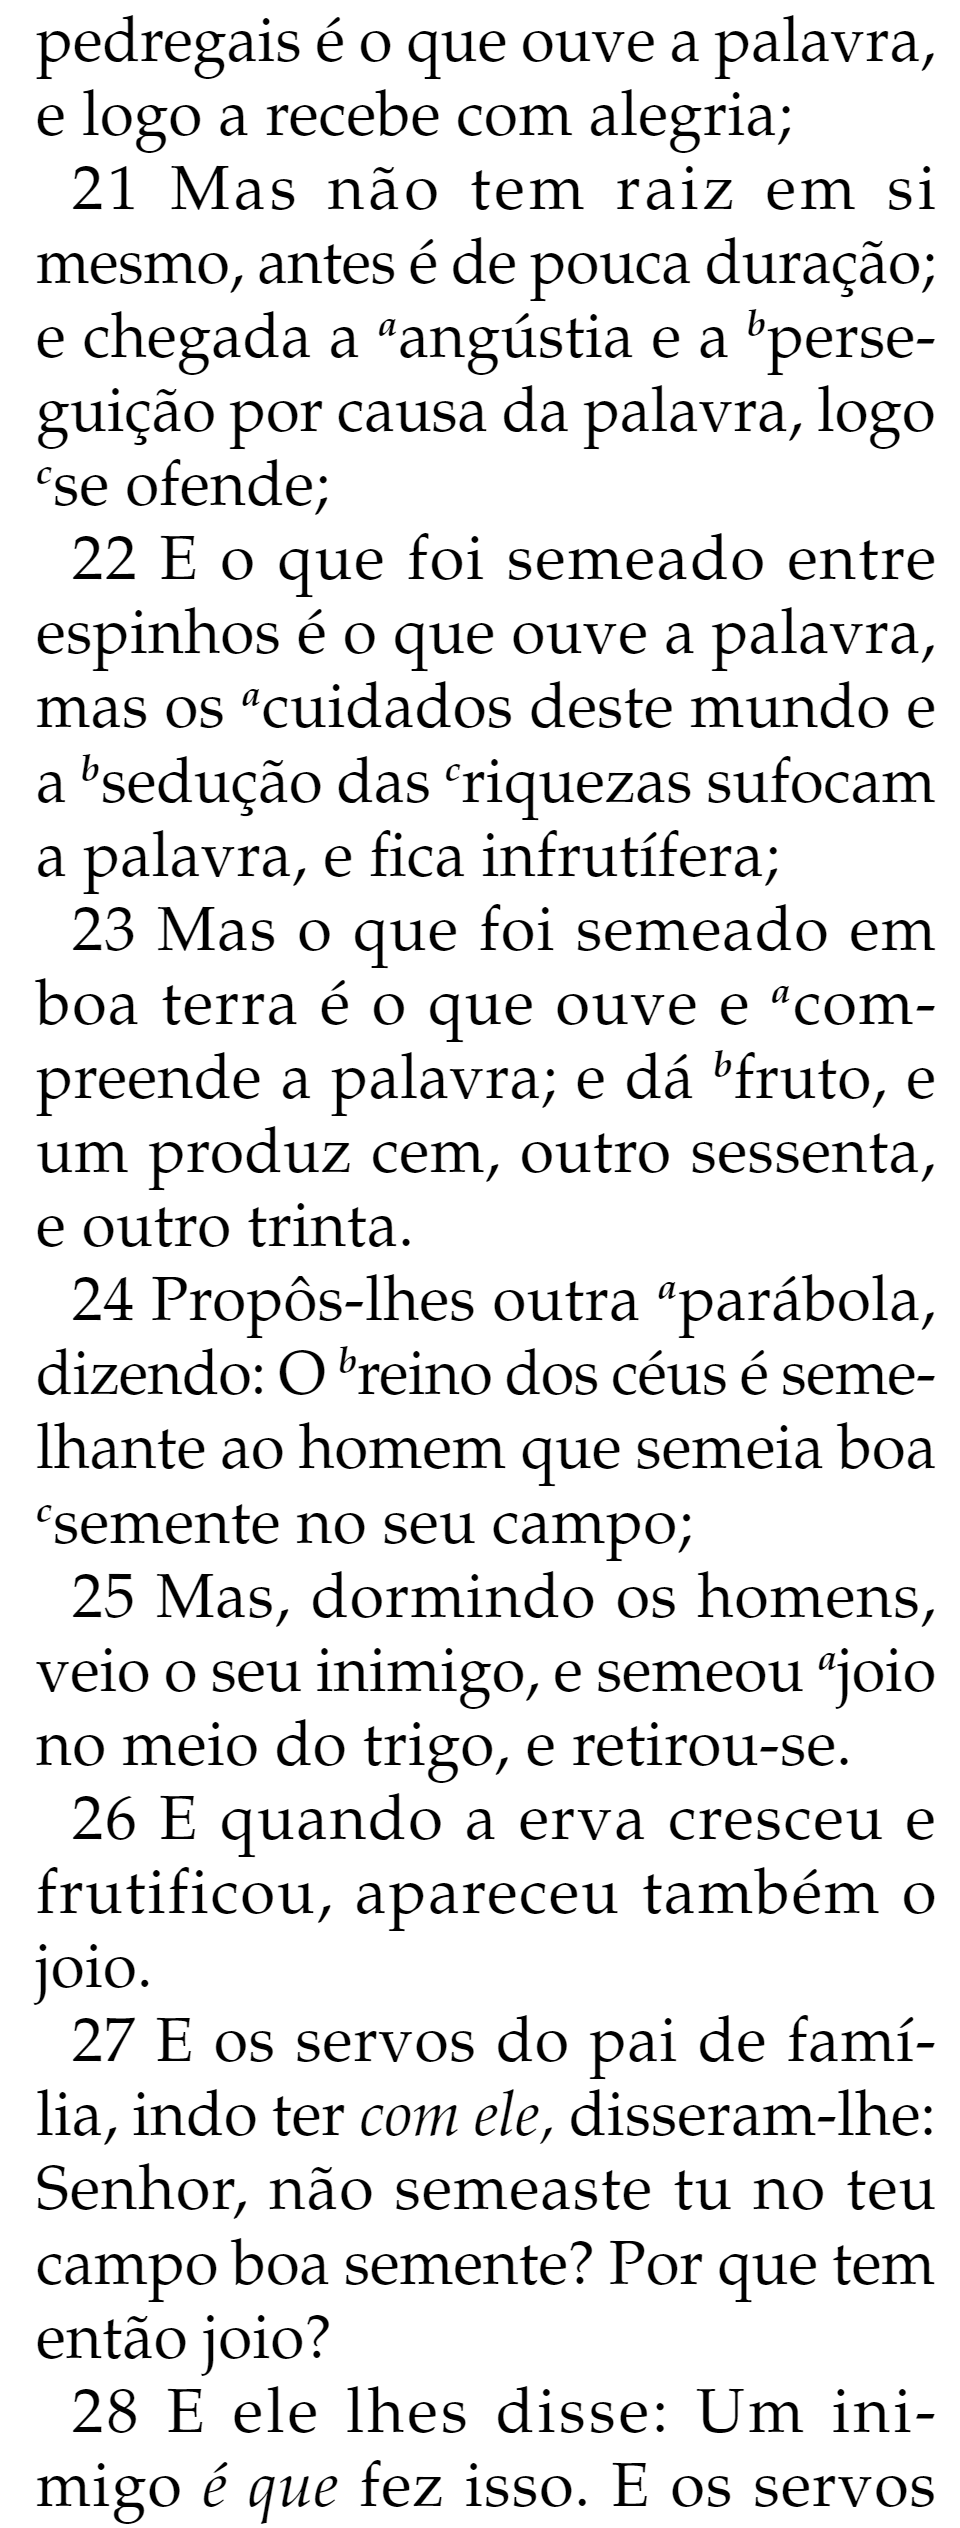 pedregais é o que ouve a palavra,
e logo a recebe com alegria;
21 Mas não tem raiz em si
mesmo, antes é de pouca duração;
e chegada a ᵃangústia e a ᵇperse-
guição por causa da palavra, logo
ᶜse ofende;
22 E o que foi semeado entre
espinhos é o que ouve a palavra,
mas os ᵃcuidados deste mundo e
a ᵇsedução das ᶜriquezas sufocam
a palavra, e fica infrutífera;
23 Mas o que foi semeado em
boa terra é o que ouve e ᵃcom-
preende a palavra; e dá ᵇfruto, e
um produz cem, outro sessenta,
e outro trinta.
24 Propôs-lhes outra ᵃparábola,
dizendo: O ᵇreino dos céus é seme-
lhante ao homem que semeia boa
ᶜsemente no seu campo;
25 Mas, dormindo os homens,
veio o seu inimigo, e semeou ᵃjoio
no meio do trigo, e retirou-se.
26 E quando a erva cresceu e
frutificou, apareceu também o
joio.
27 E os servos do pai de famí-
lia, indo ter com ele, disseram-lhe:
Senhor, não semeaste tu no teu
campo boa semente? Por que tem
então joio?
28 E ele lhes disse: Um ini-
migo é que fez isso. E os servos